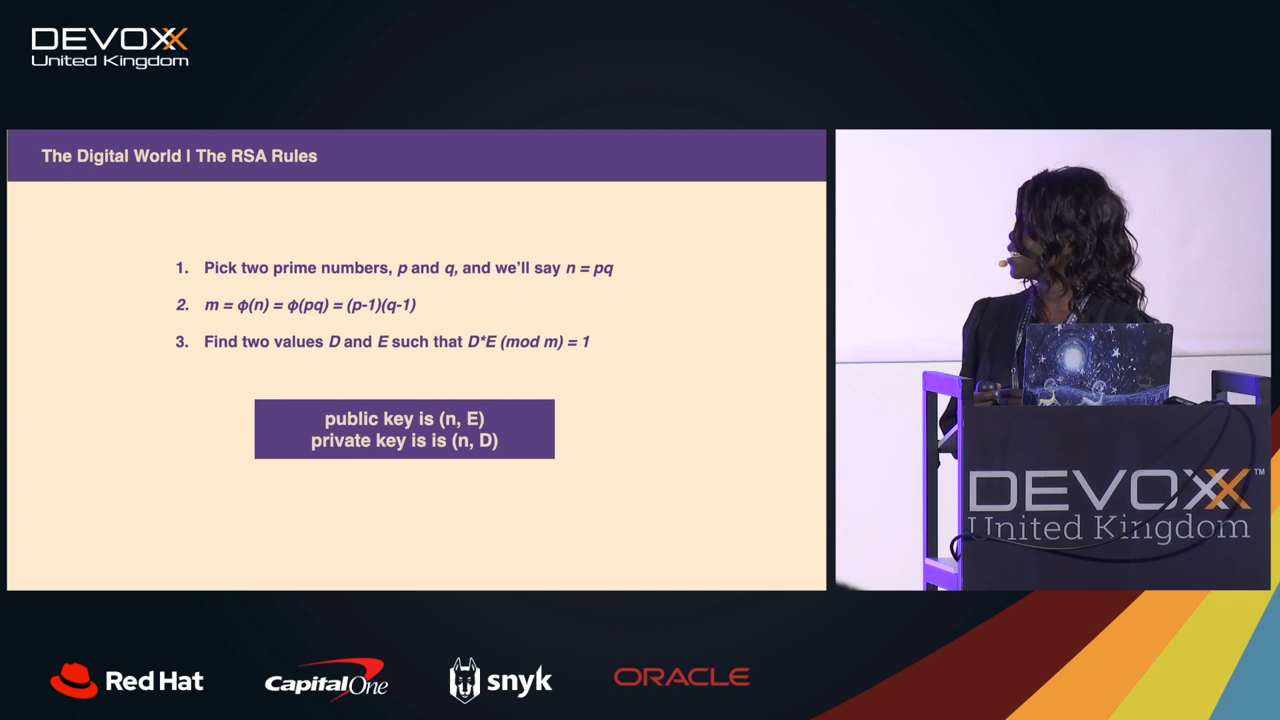 DEVOXX
United Kingdom
The Digital World | The RSA Rules
1. Pick two prime numbers, p and q, and we'll say n = pq
2. m = ϕ(n) = ϕ(pq) = (p-1)(q-1)
3. Find two values D and E such that D*E (mod m) = 1
public key is (n, E)
private key is is (n, D)
DEVOXX™
United Kingdom
Red Hat
Capital One
snyk
ORACLE